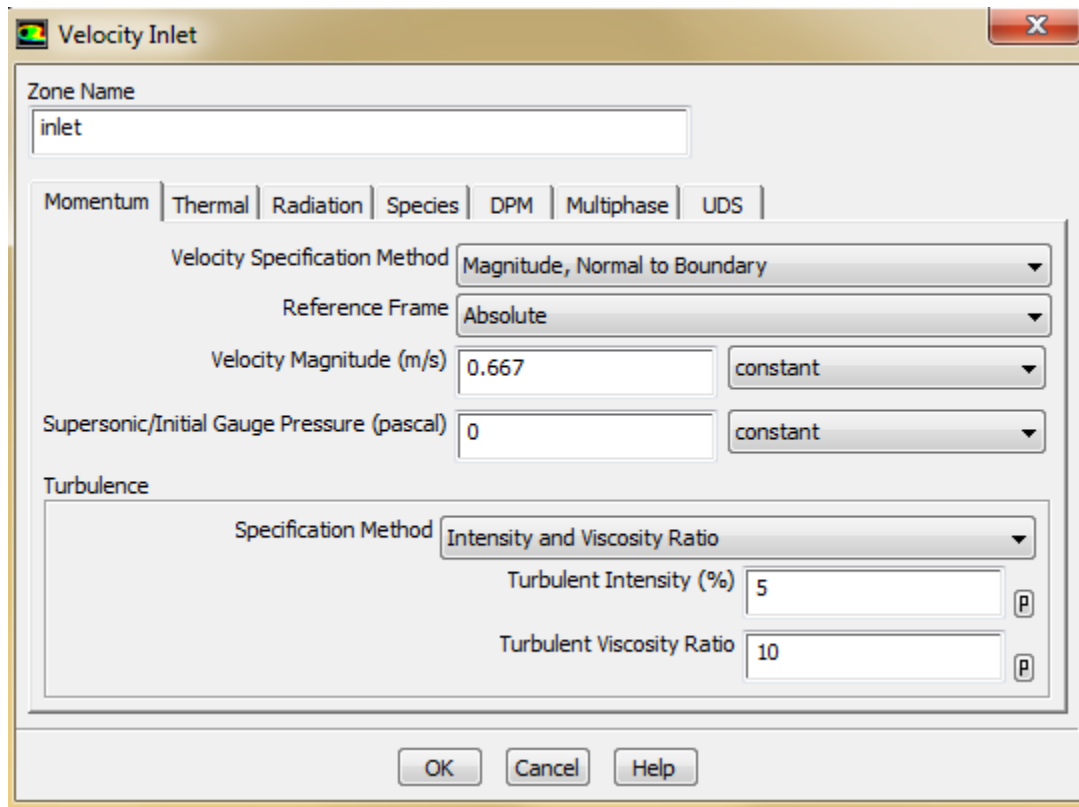 Velocity Inlet
Zone Name
inlet
Momentum Thermal Radiation Species DPM Multiphase UDS
Velocity Specification Method Magnitude, Normal to Boundary
Reference Frame Absolute
Velocity Magnitude (m/s) 0.667 constant
Supersonic/Initial Gauge Pressure (pascal) 0 constant
Turbulence
Specification Method Intensity and Viscosity Ratio
Turbulent Intensity (%) 5 P
Turbulent Viscosity Ratio 10 P
OK Cancel Help